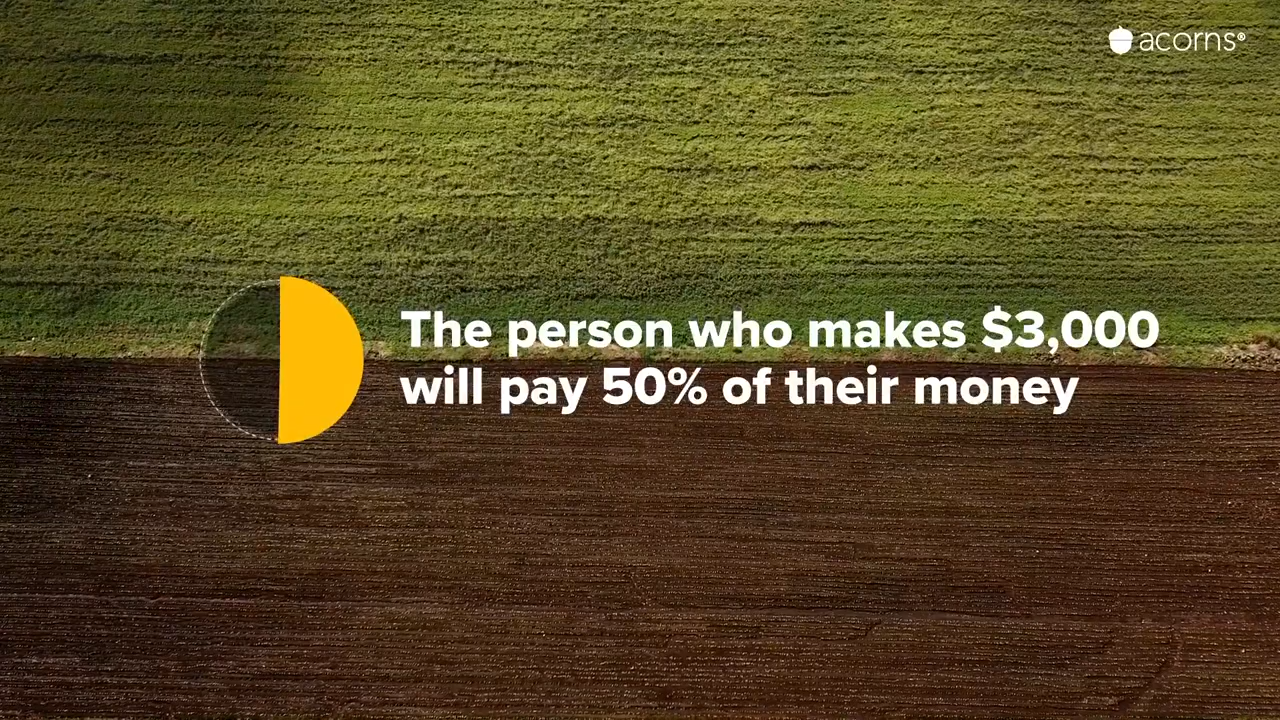 acorns®
The person who makes $3,000
will pay 50% of their money